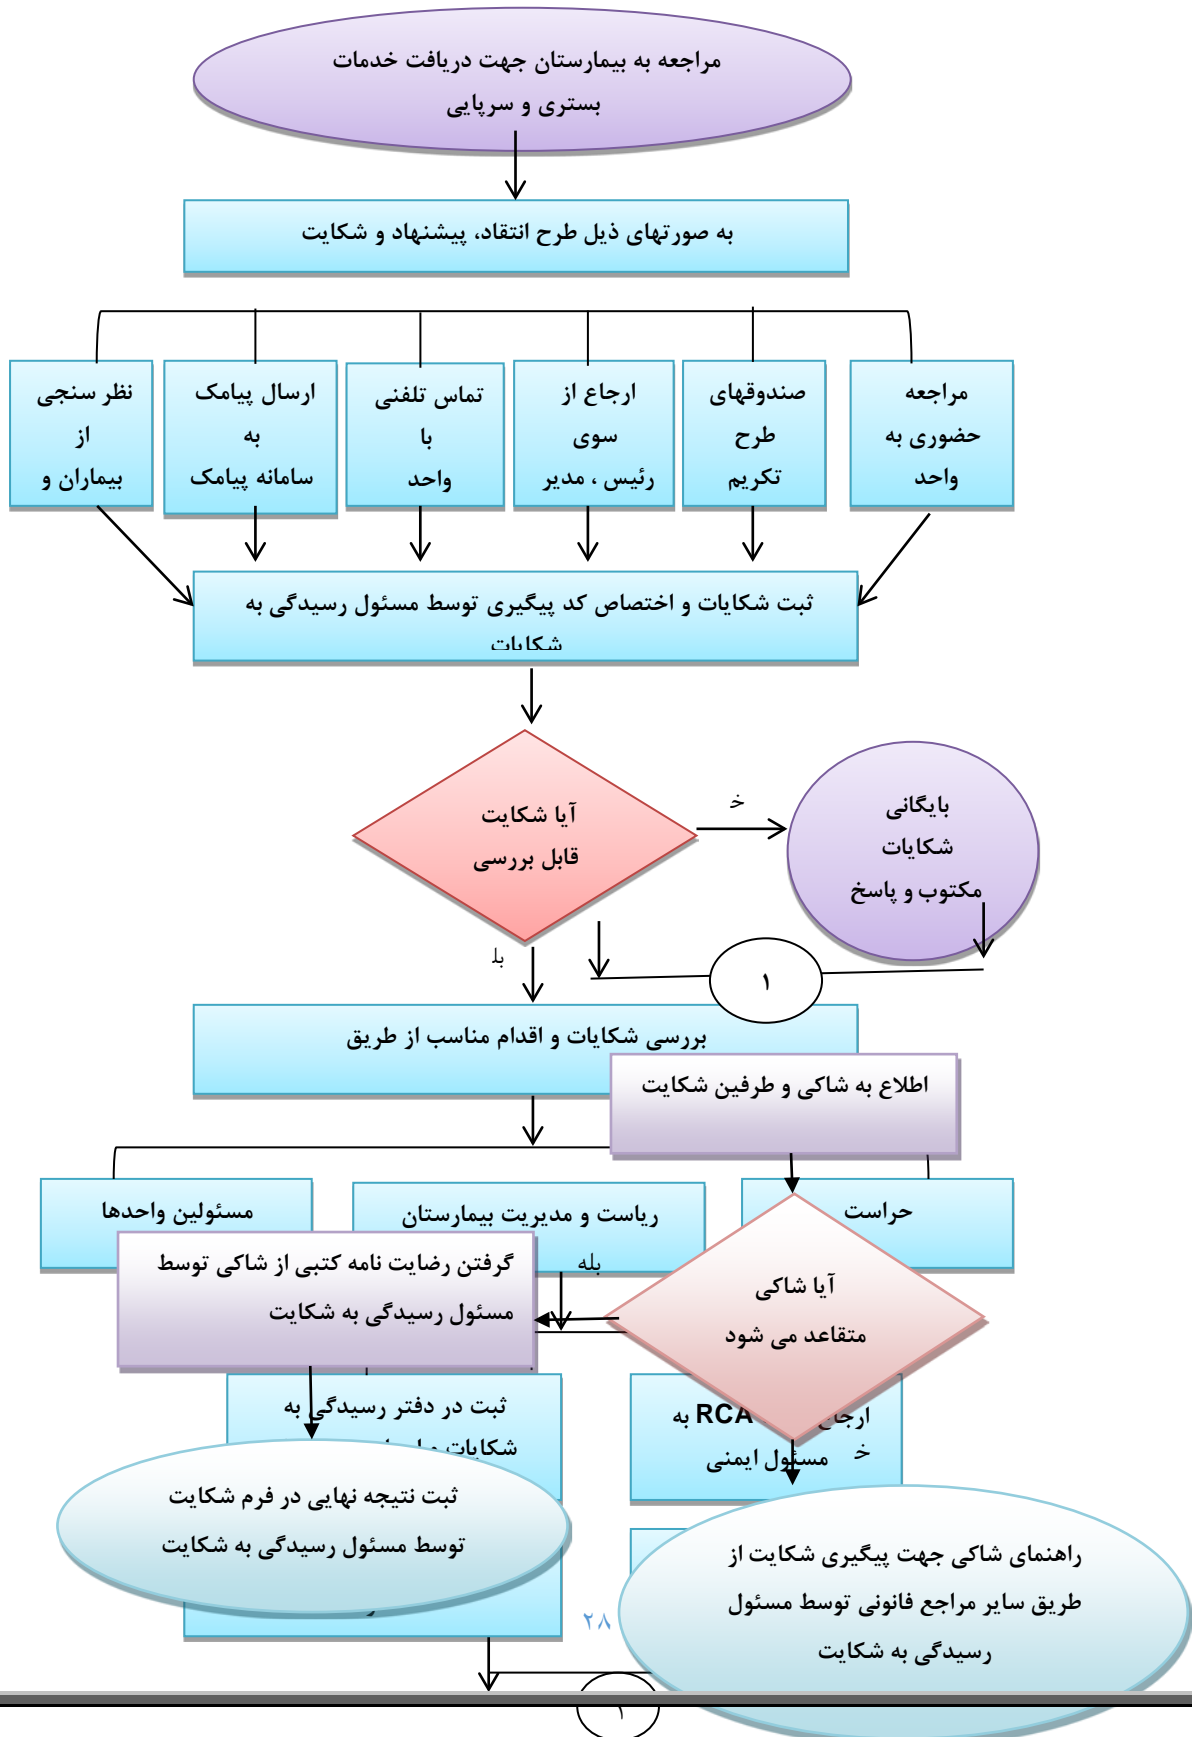 مراجعه به بیمارستان جهت دریافت خدمات
بستری و سرپایی
به صورتهای ذیل طرح انتقاد، پیشنهاد و شکایت
مراجعه
حضوری به
واحد
صندوقهای
طرح
تکریم
ارجاع از
سوی
رئیس ، مدیر
تماس تلفنی
با
واحد
ارسال پیامک
به
سامانه پیامک
نظر سنجی
از
بیماران و
ثبت شکایات و اختصاص کد پیگیری توسط مسئول رسیدگی به
شکایات
آیا شکایت
قابل بررسی
خ
بایگانی
شکایات
مکتوب و پاسخ
بل
۱
بررسی شکایات و اقدام مناسب از طریق
اطلاع به شاکی و طرفین شکایت
حراست
ریاست و مدیریت بیمارستان
مسئولین واحدها
آیا شاکی
متقاعد می شود
بله
گرفتن رضایت نامه کتبی از شاکی توسط
مسئول رسیدگی به شکایت
RCA به
مسئول ایمنی
خ
ثبت در دفتر رسیدگی به
شکایات و
ثبت نتیجه نهایی در فرم شکایت
توسط مسئول رسیدگی به شکایت
راهنمای شاکی جهت پیگیری شکایت از
طریق سایر مراجع فانونی توسط مسئول
رسیدگی به شکایت
۲۸
۱